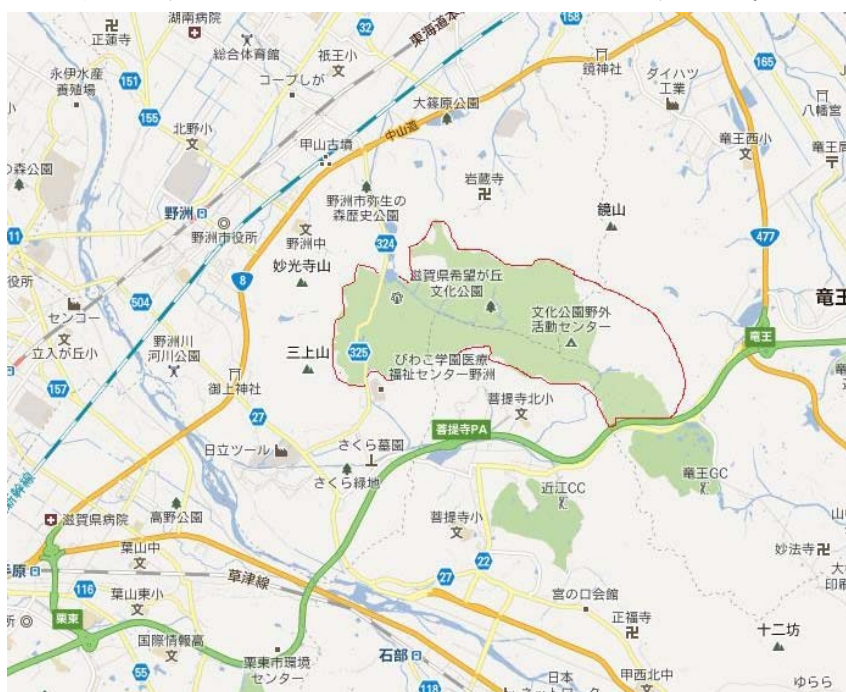 湖南病院
正蓮寺
総合体育館
祇王小
32
東海道本
158
鏡神社
ダイハツ
工業
165
永伊水産
養殖場
151
155
コープしが
大篠原公園
八幡宮
北野小
甲山古墳
中山道
竜王西小
の森公園
岩蔵寺
野洲
野洲市役所
野洲中
野洲市弥生の
森歴史公園
鏡山
11
324
477
役所
8
妙光寺山
滋賀県希望が丘
文化公園
センコー
504
文化公園野外
活動センター
竜王
野洲川
河川公園
立入が丘小
三上山
325
びわこ学園医療
福祉センター野洲
竜王
157
御上神社
27
菩提寺北小
菩提寺PA
日立ツール
さくら墓園
さくら緑地
近江CC
竜王GC
滋賀県病院
高野公園
菩提寺小
葉山中
妙法寺
手原
草津線
27
22
116
葉山東小
宮の口会館
栗東
正福寺
十二坊
国際情報高
石部
55
栗東市環境
センター
甲西北中
118
日本
ゆらら